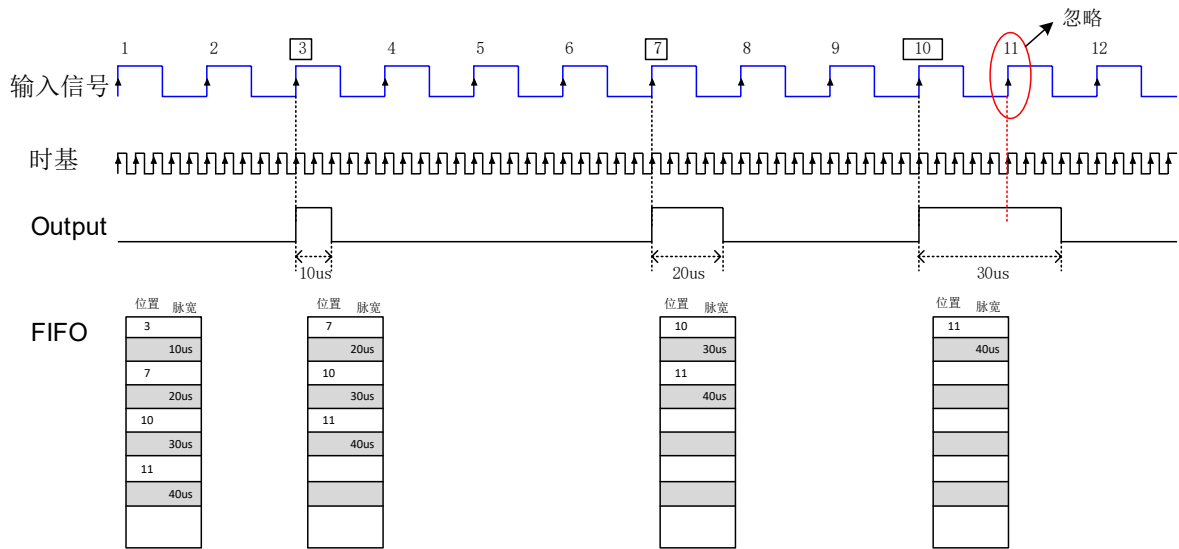 忽略
1 2 3 4 5 6 7 8 9 10 11 12
输入信号
时基
Output
10us 20us 30us
FIFO
位置 脉宽 位置 脉宽 位置 脉宽 位置 脉宽
3 7 10 11
10us 20us 30us 40us
7 10 11
20us 30us 40us
10 11
30us 40us
11
40us